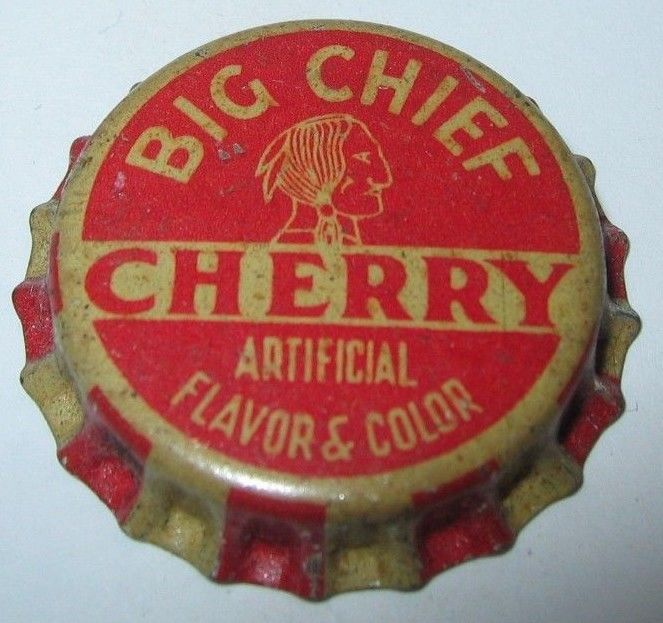 BIG CHIEF
CHERRY
ARTIFICIAL
FLAVOR & COLOR